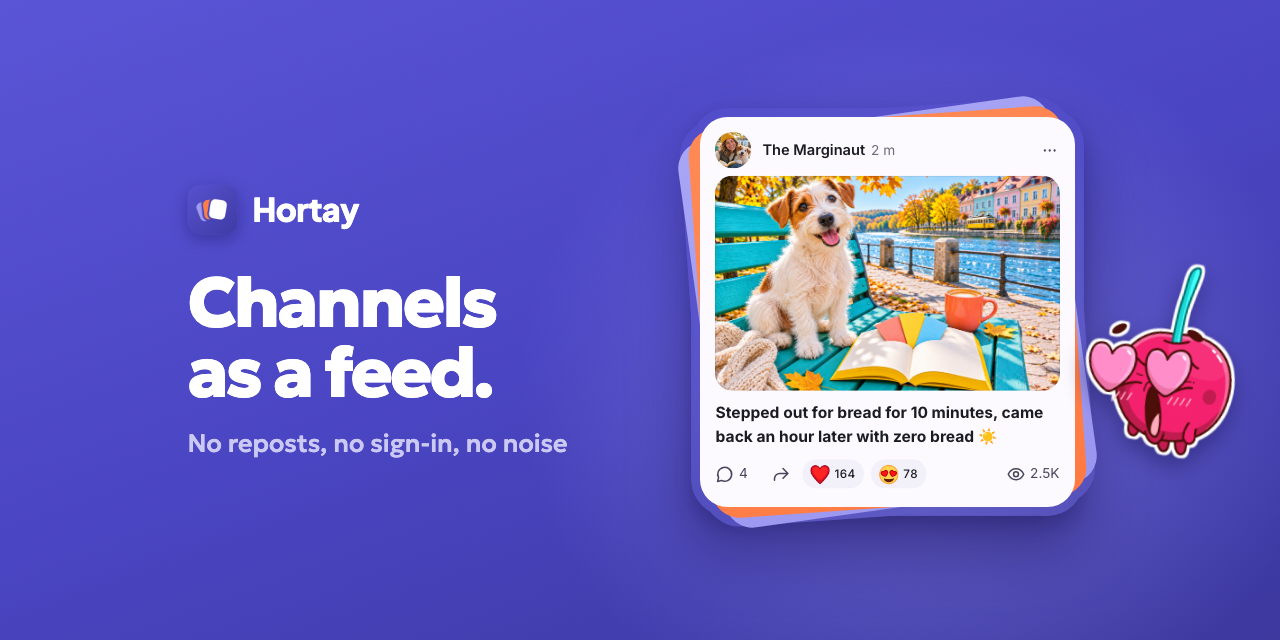 Hortay
Channels
as a feed.
No reposts, no sign-in, no noise
The Marginaut 2 m
Stepped out for bread for 10 minutes, came
back an hour later with zero bread ☀️
4 ❤️ 164 😍 78 2.5K